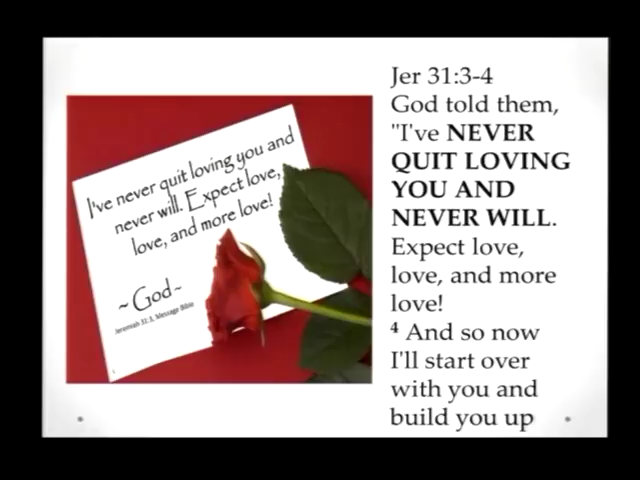 I've never quit loving you and
never will. Expect love,
love, and more love!
~God~
Jeremiah 31:3, Message Bible
Jer 31:3-4
God told them,
"I've NEVER
QUIT LOVING
YOU AND
NEVER WILL.
Expect love,
love, and more
love!
4 And so now
I'll start over
with you and
build you up